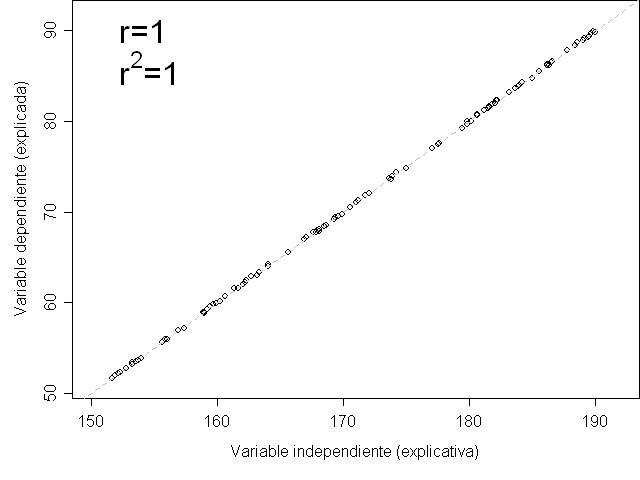 r=1
r²=1
90
80
70
60
50
Variable dependiente (explicada)
150 160 170 180 190
Variable independiente (explicativa)